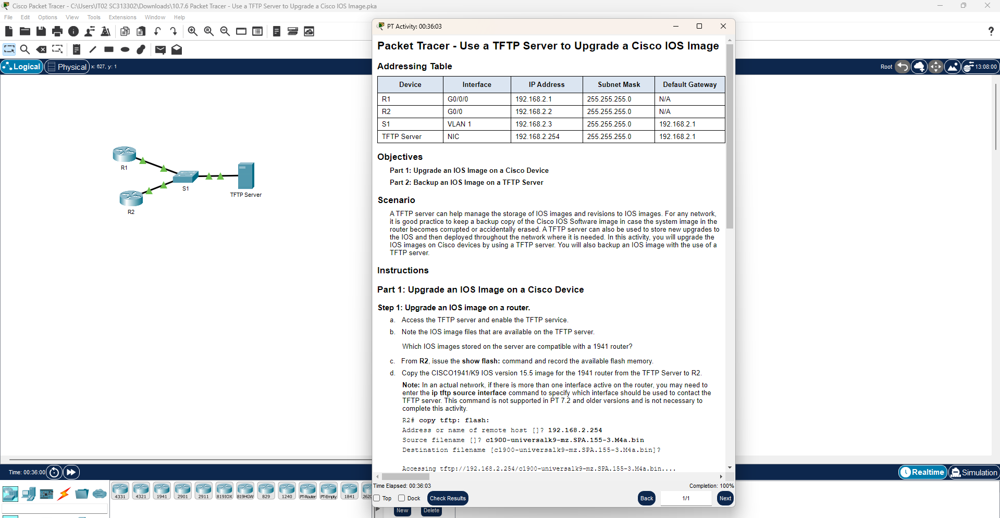 Cisco Packet Tracer - C:\Users\IT02 SC313302\Downloads\10.7.6 Packet Tracer - Use a TFTP Server to Upgrade a Cisco IOS Image.pka
File Edit Options View Tools Extensions Window Help
Logical Physical x: 627, y: 1
Root 13:08:00
R1
R2
S1
TFTP Server
PT Activity: 00:36:03
Packet Tracer - Use a TFTP Server to Upgrade a Cisco IOS Image
Addressing Table
Device Interface IP Address Subnet Mask Default Gateway
R1 G0/0/0 192.168.2.1 255.255.255.0 N/A
R2 G0/0 192.168.2.2 255.255.255.0 N/A
S1 VLAN 1 192.168.2.3 255.255.255.0 192.168.2.1
TFTP Server NIC 192.168.2.254 255.255.255.0 192.168.2.1
Objectives
Part 1: Upgrade an IOS Image on a Cisco Device
Part 2: Backup an IOS Image on a TFTP Server
Scenario
A TFTP server can help manage the storage of IOS images and revisions to IOS images. For any network,
it is good practice to keep a backup copy of the Cisco IOS Software image in case the system image in the
router becomes corrupted or accidentally erased. A TFTP server can also be used to store new upgrades to
the IOS and then deployed throughout the network where it is needed. In this activity, you will upgrade the
IOS images on Cisco devices by using a TFTP server. You will also backup an IOS image with the use of a
TFTP server.
Instructions
Part 1: Upgrade an IOS Image on a Cisco Device
Step 1: Upgrade an IOS image on a router.
a. Access the TFTP server and enable the TFTP service.
b. Note the IOS image files that are available on the TFTP server.
Which IOS images stored on the server are compatible with a 1941 router?
c. From R2, issue the show flash: command and record the available flash memory.
d. Copy the CISCO1941/K9 IOS version 15.5 image for the 1941 router from the TFTP Server to R2.
Note: In an actual network, if there is more than one interface active on the router, you may need to
enter the ip tftp source interface command to specify which interface should be used to contact the
TFTP server. This command is not supported in PT 7.2 and older versions and is not necessary to
complete this activity.
R2# copy tftp: flash:
Address or name of remote host []? 192.168.2.254
Source filename []? c1900-universalk9-mz.SPA.155-3.M4a.bin
Destination filename [c1900-universalk9-mz.SPA.155-3.M4a.bin]?
Accessing tftp://192.168.2.254/c1900-universalk9-mz.SPA.155-3.M4a.bin....
Time Elapsed: 00:36:03 Completion: 100%
Top Dock Check Results Back 1/1 Next
Time: 00:36:00 Realtime Simulation
4331 4321 1941 2901 2911 819IOX 819HGW 829 1240 PT-Router PT-Empty 1841 2620
New Delete